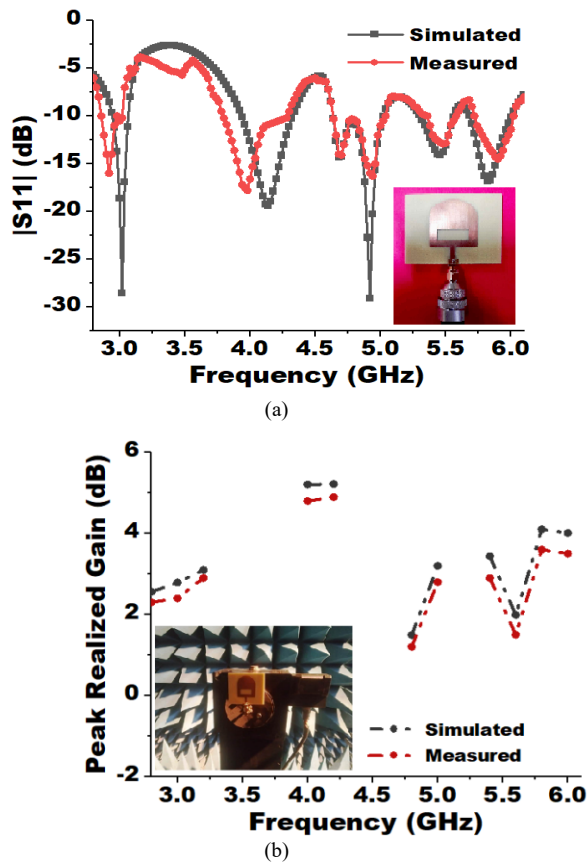 0
-5
-10
-15
-20
-25
-30
|S11| (dB)
Simulated
Measured
3.0 3.5 4.0 4.5 5.0 5.5 6.0
Frequency (GHz)
(a)
6
4
2
0
-2
Peak Realized Gain (dB)
Simulated
Measured
3.0 3.5 4.0 4.5 5.0 5.5 6.0
Frequency (GHz)
(b)